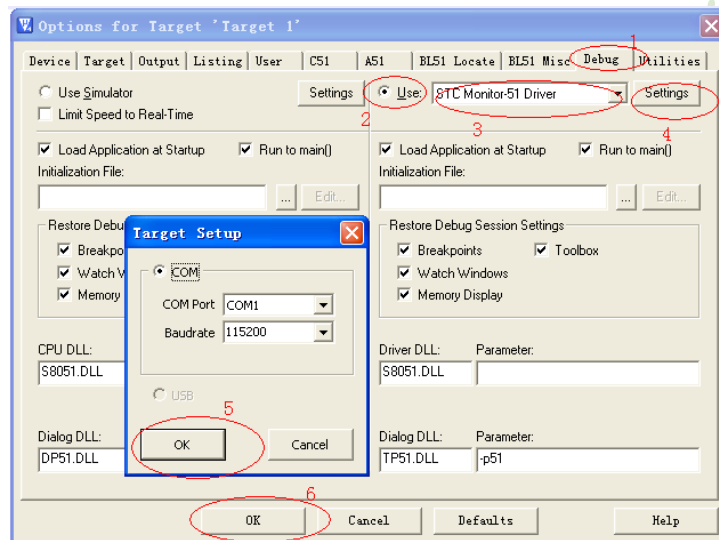 Options for Target 'Target 1'
1
Device Target Output Listing User C51 A51 BL51 Locate BL51 Misc Debug Utilities
Use Simulator Settings Use: STC Monitor-51 Driver Settings
Limit Speed to Real-Time
2 3 4
Load Application at Startup Run to main() Load Application at Startup Run to main()
Initialization File: Initialization File:
... Edit... ... Edit...
Restore Debu Restore Debug Session Settings
Breakpo Breakpoints Toolbox
Watch W Watch Windows
Memory Memory Display
Target Setup
COM
COM Port COM1
Baudrate 115200
USB
5
OK Cancel
CPU DLL: Driver DLL: Parameter:
S8051.DLL S8051.DLL
Dialog DLL: Dialog DLL: Parameter:
DP51.DLL TP51.DLL -p51
6
OK Cancel Defaults Help